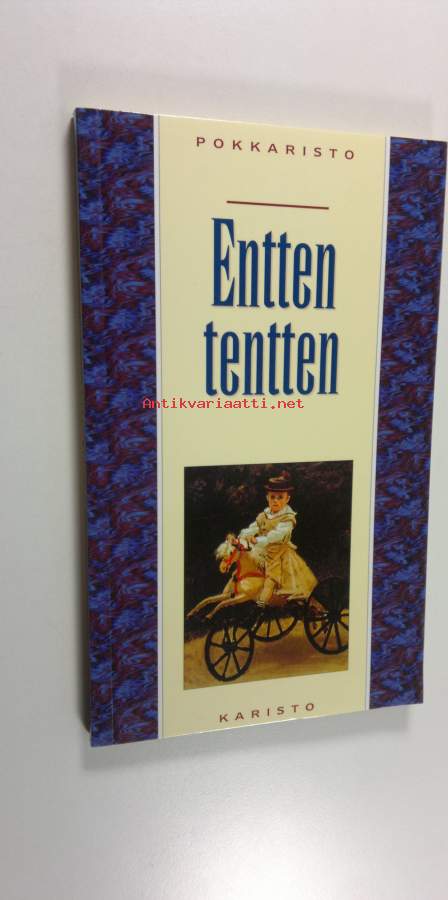 POKKARISTO
Entten
tentten
Antikvariaatti.net
KARISTO